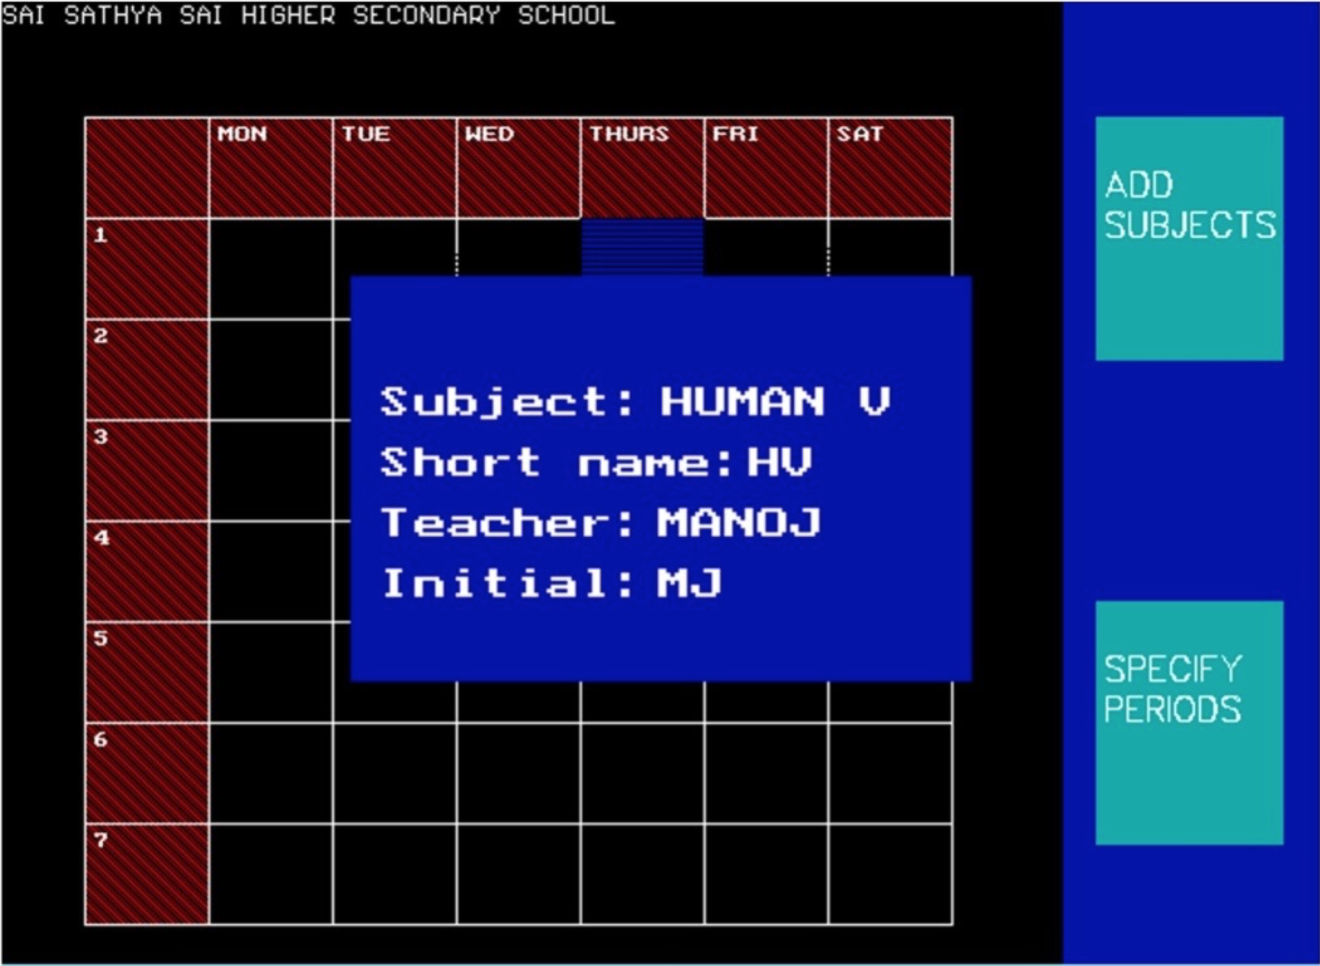 SAI SATHYA SAI HIGHER SECONDARY SCHOOL
MON TUE WED THURS FRI SAT
1
2
3
4
5
6
7
Subject: HUMAN V
Short name: HV
Teacher: MANOJ
Initial: MJ
ADD
SUBJECTS
SPECIFY
PERIODS